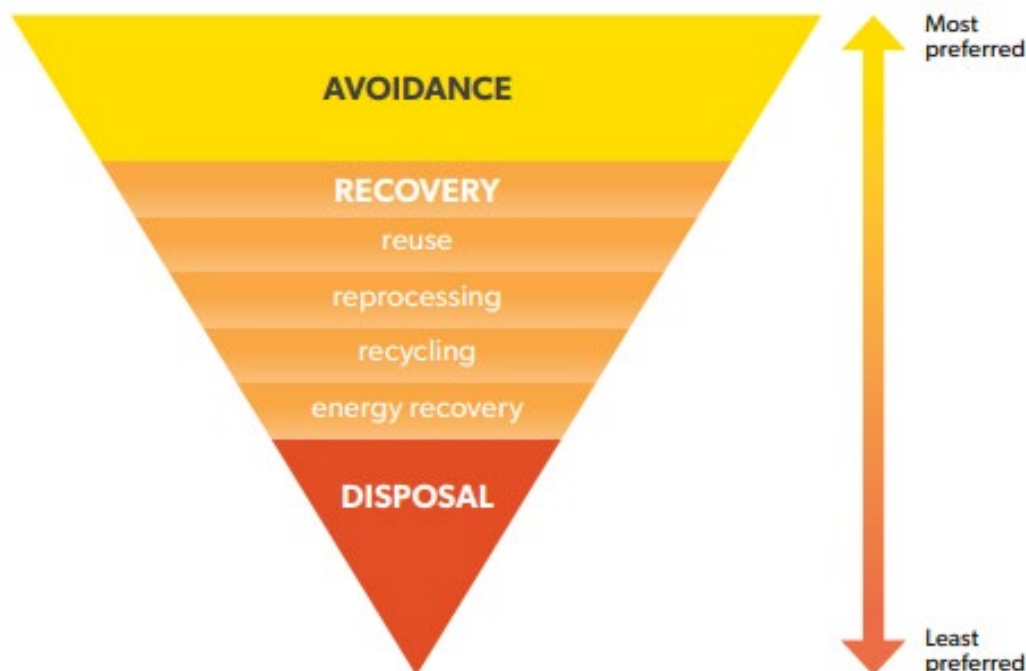 AVOIDANCE
RECOVERY
reuse
reprocessing
recycling
energy recovery
DISPOSAL
Most
preferred
Least
preferred